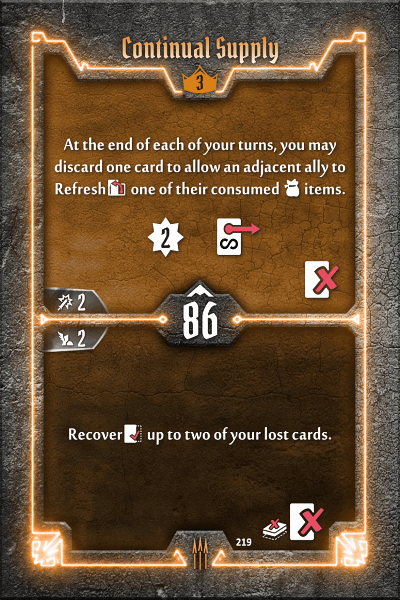 Continual Supply
3
At the end of each of your turns, you may
discard one card to allow an adjacent ally to
Refresh one of their consumed items.
2
2
86
2
Recover up to two of your lost cards.
219